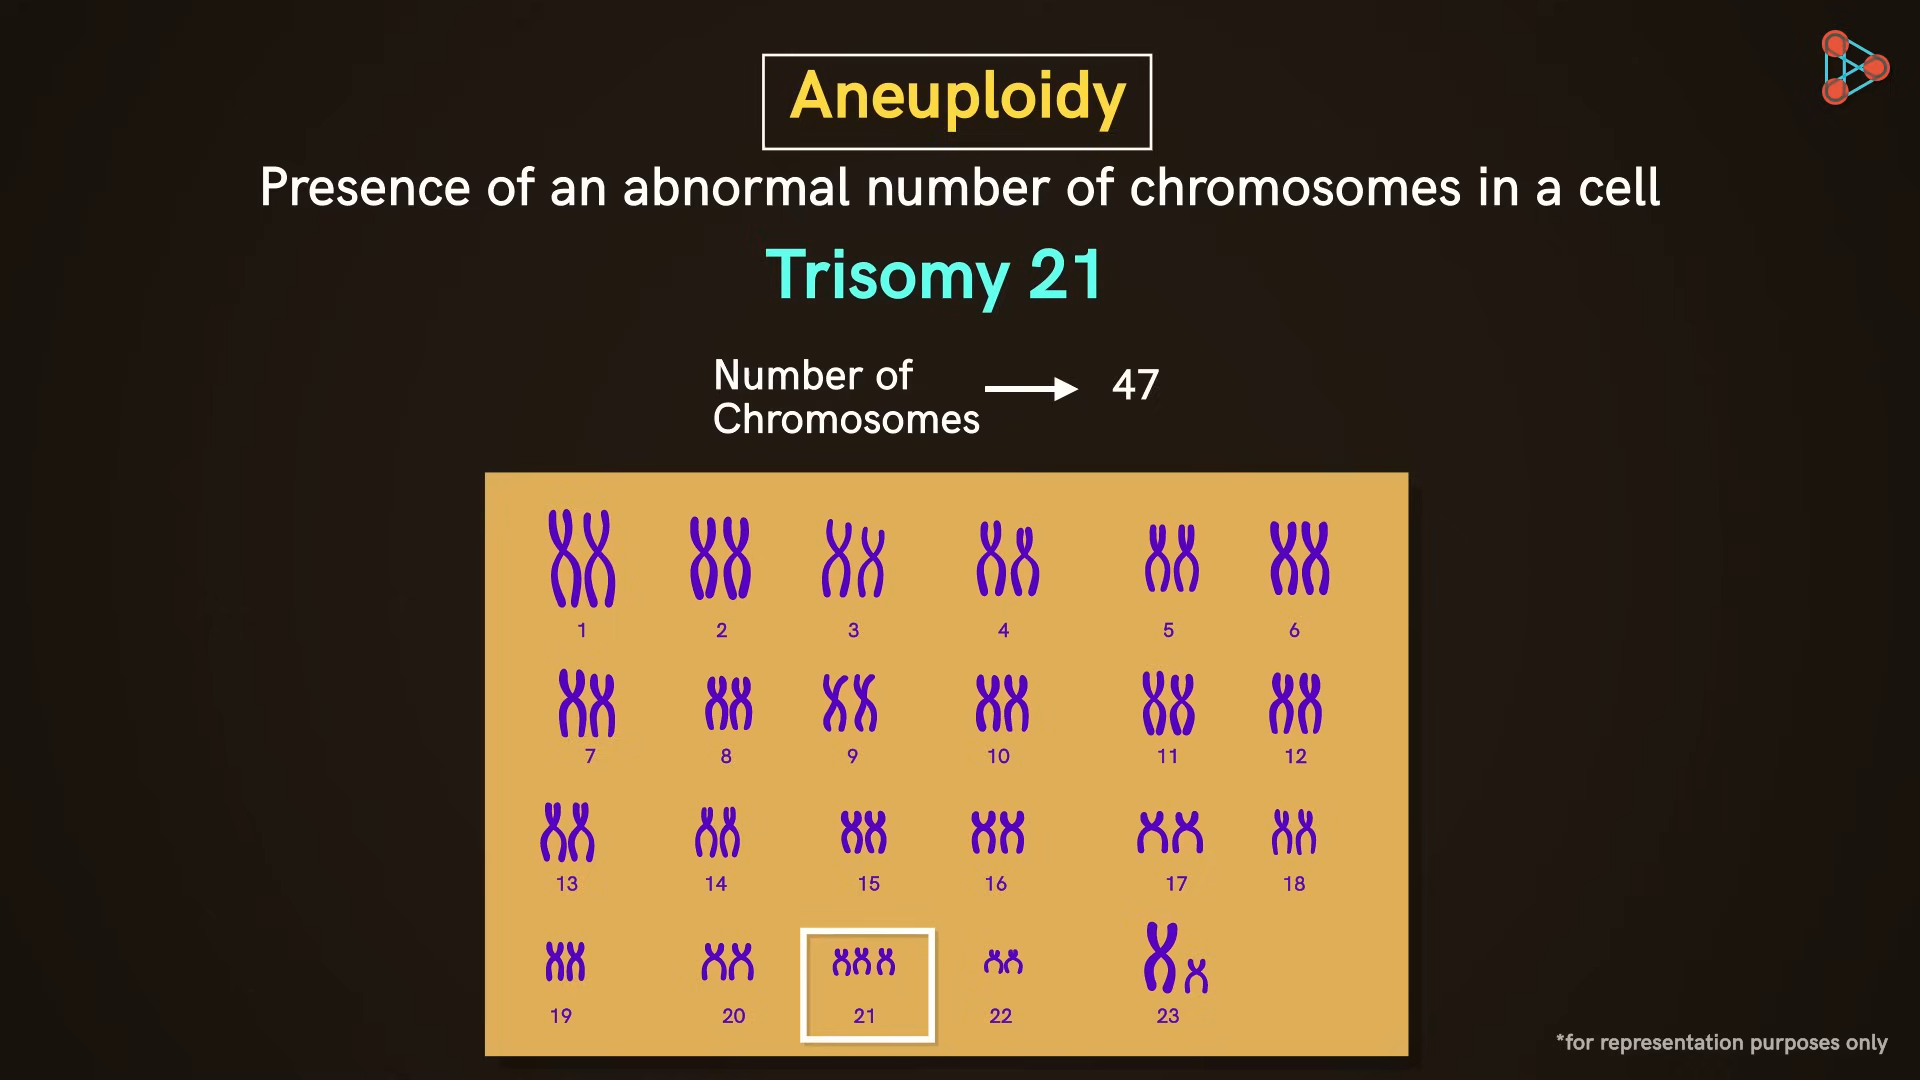 Aneuploidy
Presence of an abnormal number of chromosomes in a cell
Trisomy 21
Number of
Chromosomes
47
1 2 3 4 5 6
7 8 9 10 11 12
13 14 15 16 17 18
19 20 21 22 23
*for representation purposes only